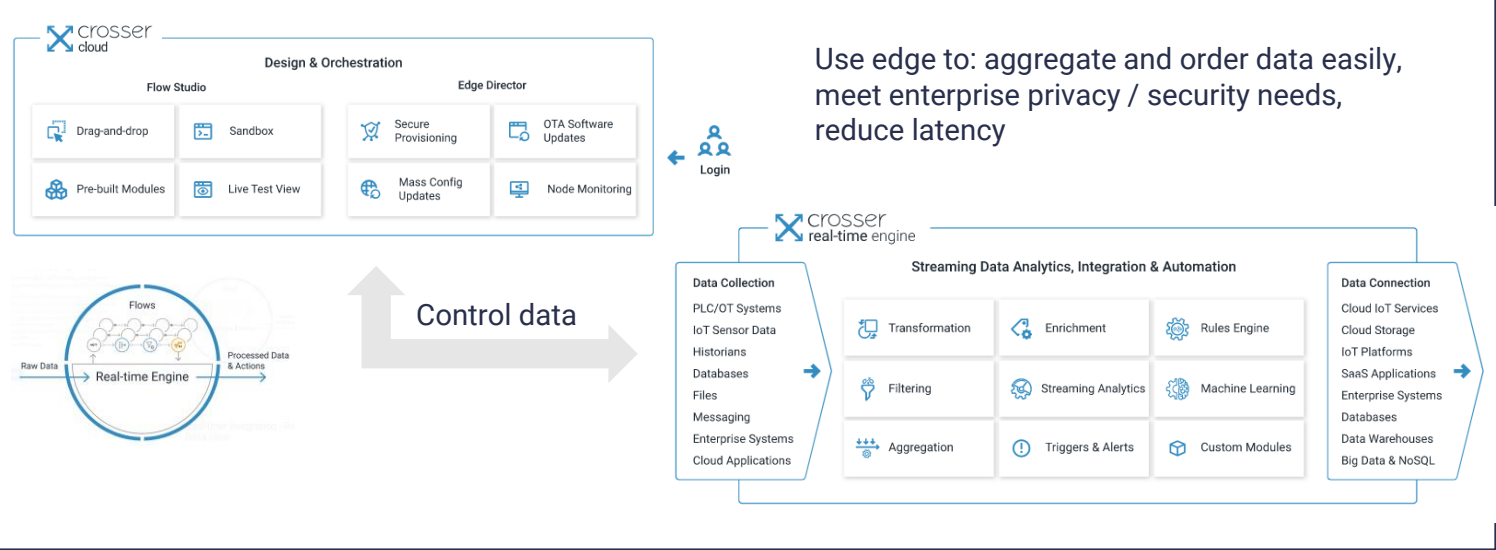 crosser
cloud
Design & Orchestration
Flow Studio
Edge Director
Drag-and-drop
Sandbox
Secure
Provisioning
OTA Software
Updates
Pre-built Modules
Live Test View
Mass Config
Updates
Node Monitoring
Login
Use edge to: aggregate and order data easily,
meet enterprise privacy / security needs,
reduce latency
Flows
Raw Data
Real-time Engine
Processed Data
& Actions
Control data
crosser
real-time engine
Streaming Data Analytics, Integration & Automation
Data Collection
PLC/OT Systems
IoT Sensor Data
Historians
Databases
Files
Messaging
Enterprise Systems
Cloud Applications
Transformation
Enrichment
Rules Engine
Filtering
Streaming Analytics
Machine Learning
Aggregation
Triggers & Alerts
Custom Modules
Data Connection
Cloud IoT Services
Cloud Storage
IoT Platforms
SaaS Applications
Enterprise Systems
Databases
Data Warehouses
Big Data & NoSQL